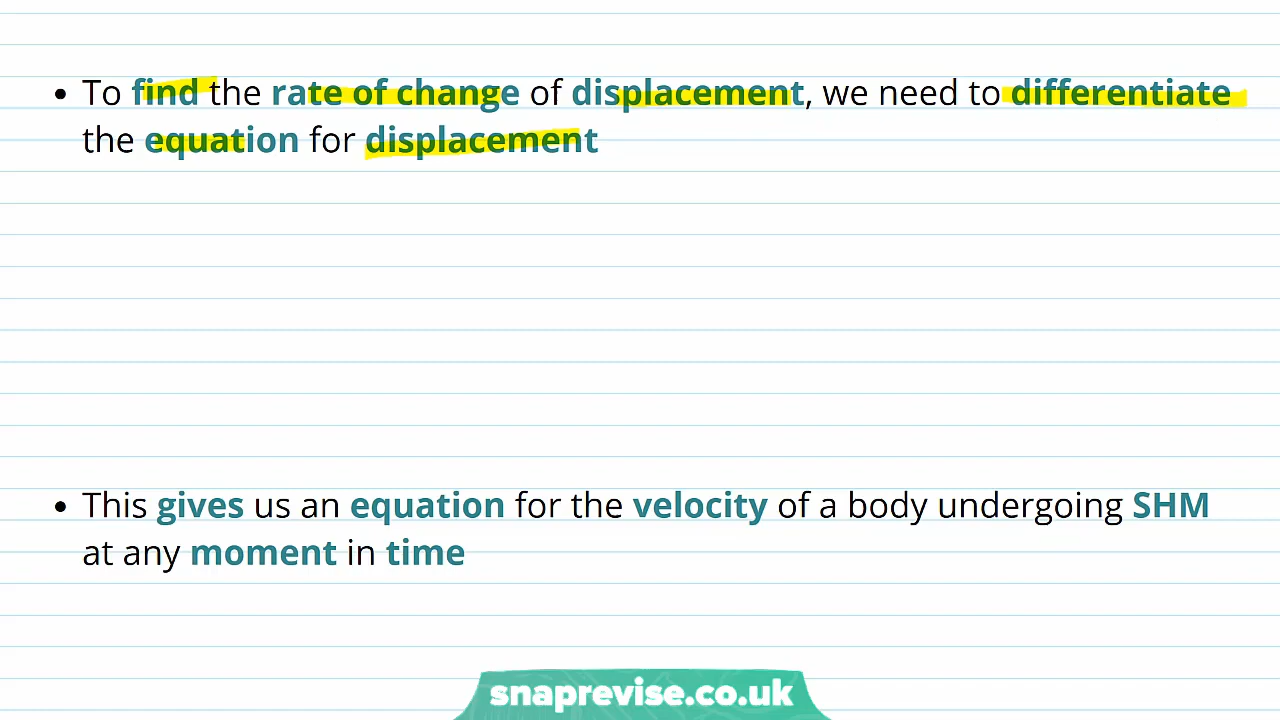 • To find the rate of change of displacement, we need to differentiate
the equation for displacement
• This gives us an equation for the velocity of a body undergoing SHM
at any moment in time
snaprevise.co.uk